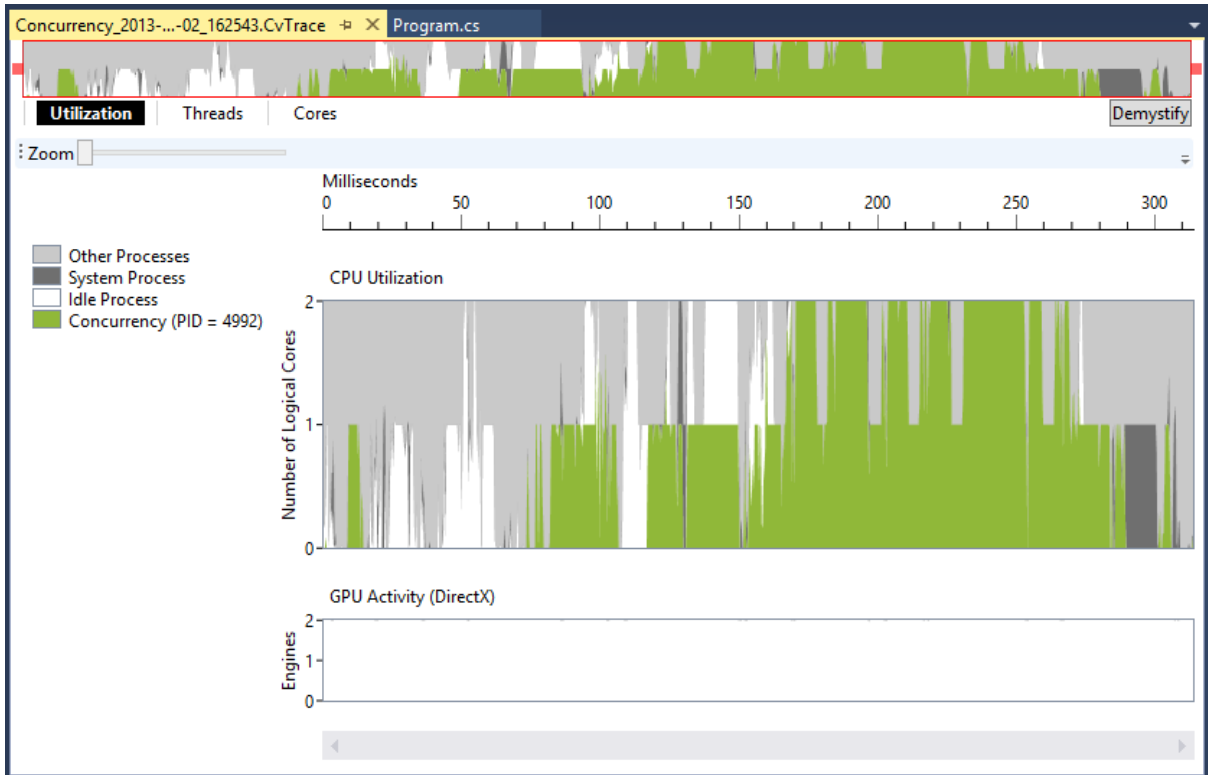 Concurrency_2013-...-02_162543.CvTrace Program.cs
Utilization Threads Cores Demystify
Zoom
Milliseconds
0 50 100 150 200 250 300
Other Processes
System Process
Idle Process
Concurrency (PID = 4992)
CPU Utilization
Number of Logical Cores
2
1
0
GPU Activity (DirectX)
Engines
2
1
0